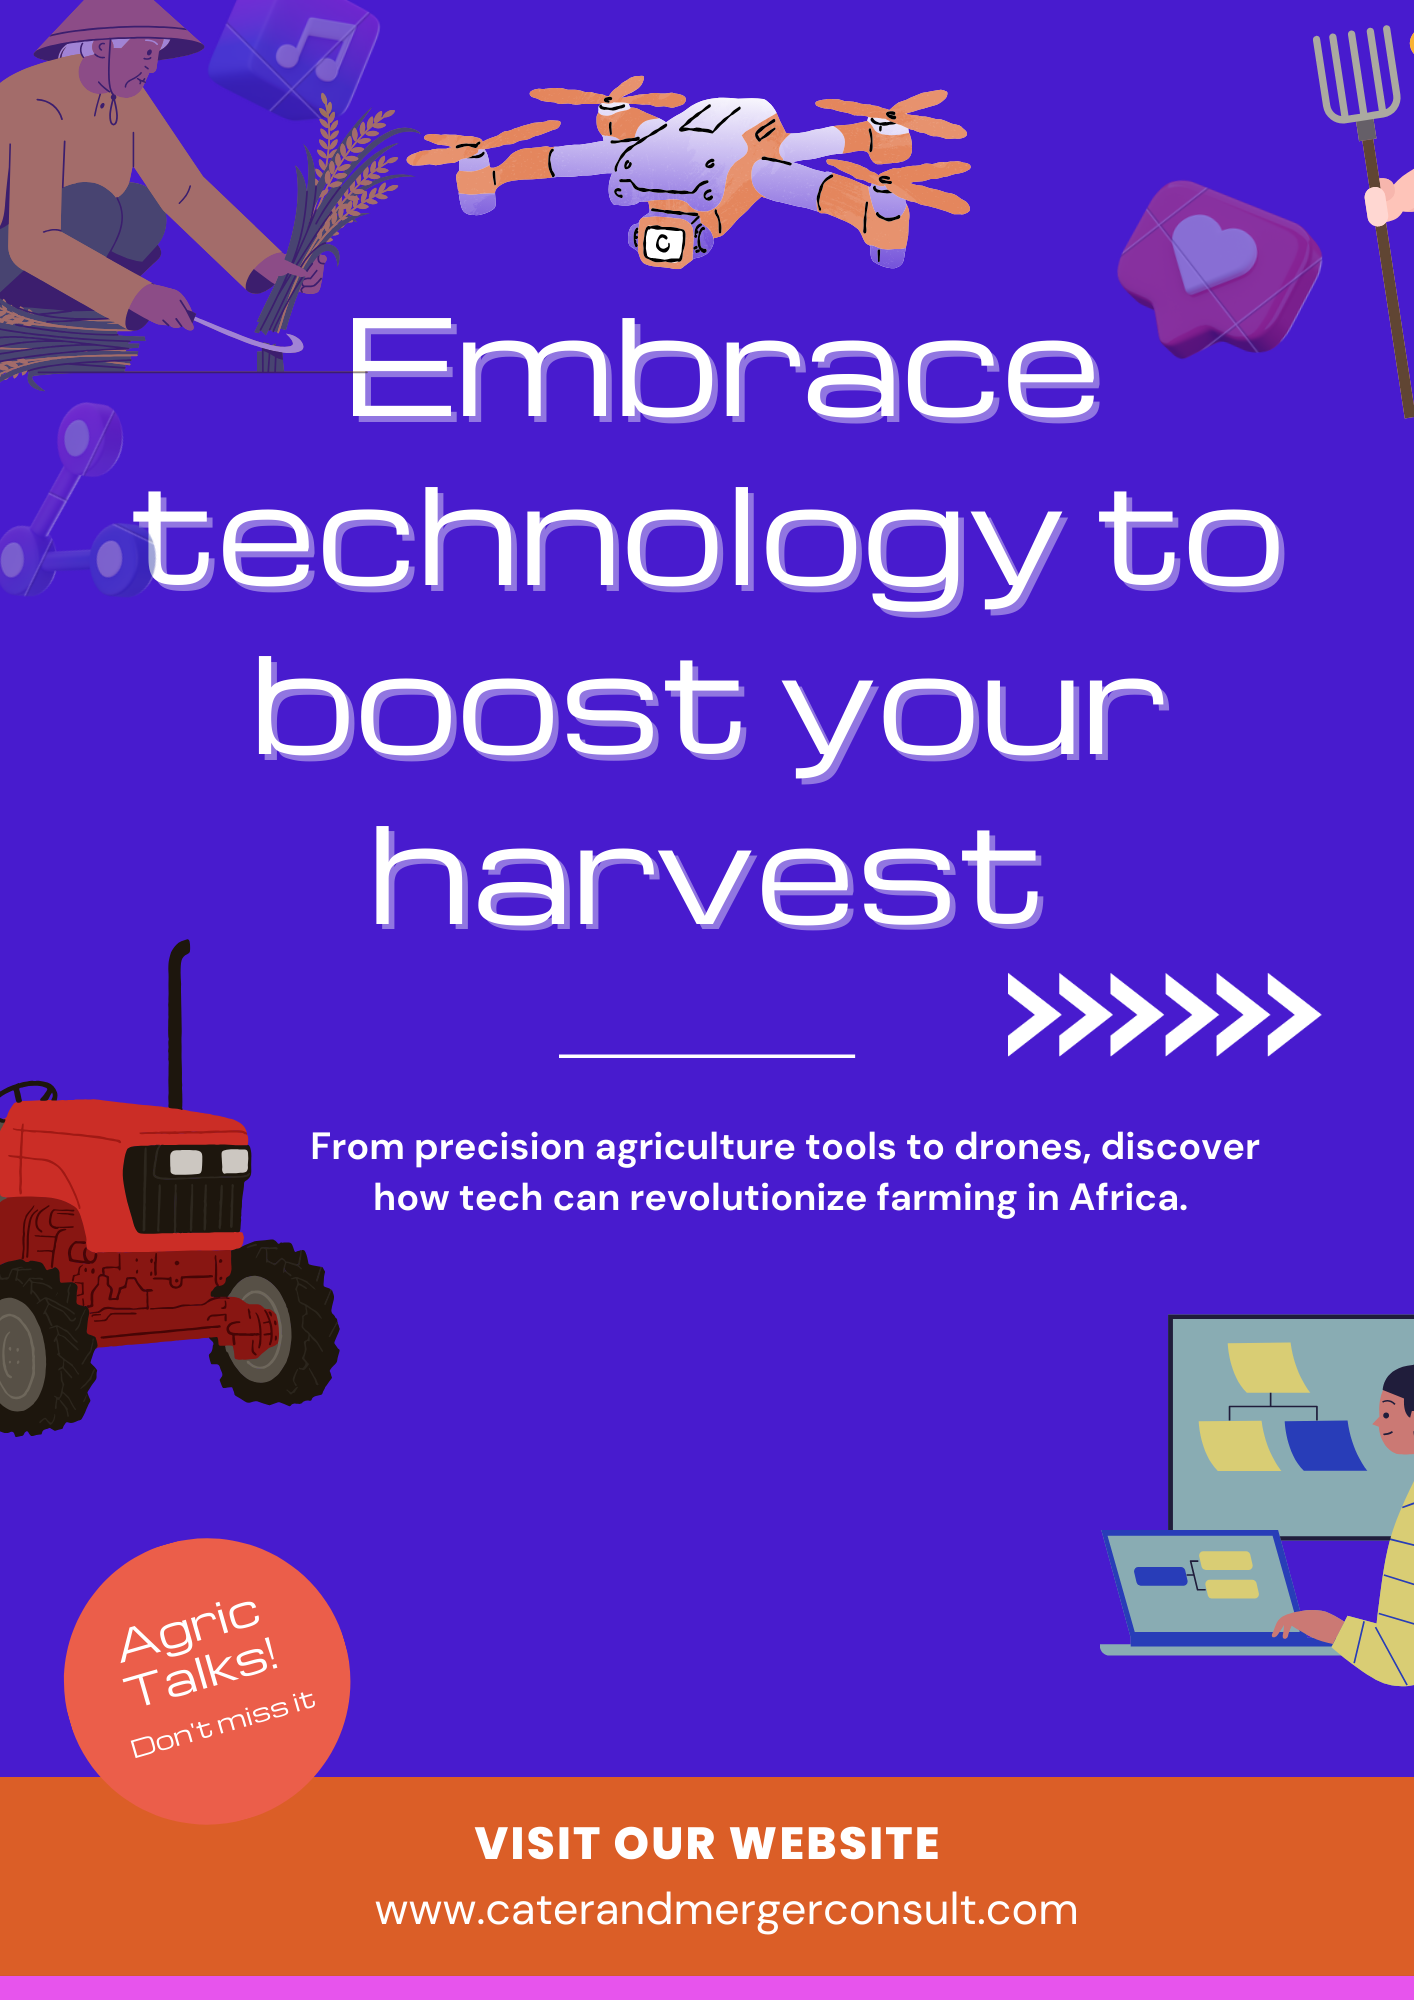 C
Embrace
technology to
boost your
harvest
From precision agriculture tools to drones, discover
how tech can revolutionize farming in Africa.
Agric
Talks!
Don't miss it
VISIT OUR WEBSITE
www.caterandmergerconsult.com